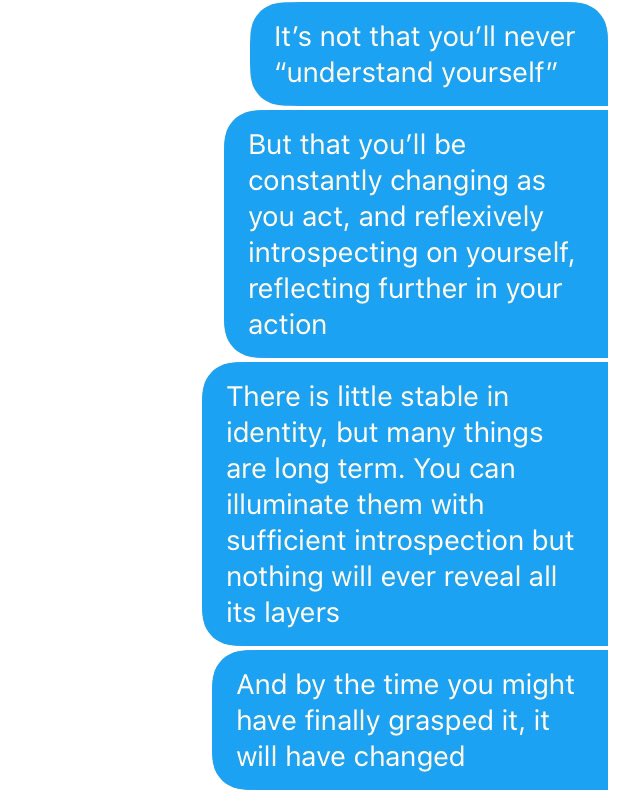 It’s not that you’ll never
“understand yourself”
But that you’ll be
constantly changing as
you act, and reflexively
introspecting on yourself,
reflecting further in your
action
There is little stable in
identity, but many things
are long term. You can
illuminate them with
sufficient introspection but
nothing will ever reveal all
its layers
And by the time you might
have finally grasped it, it
will have changed